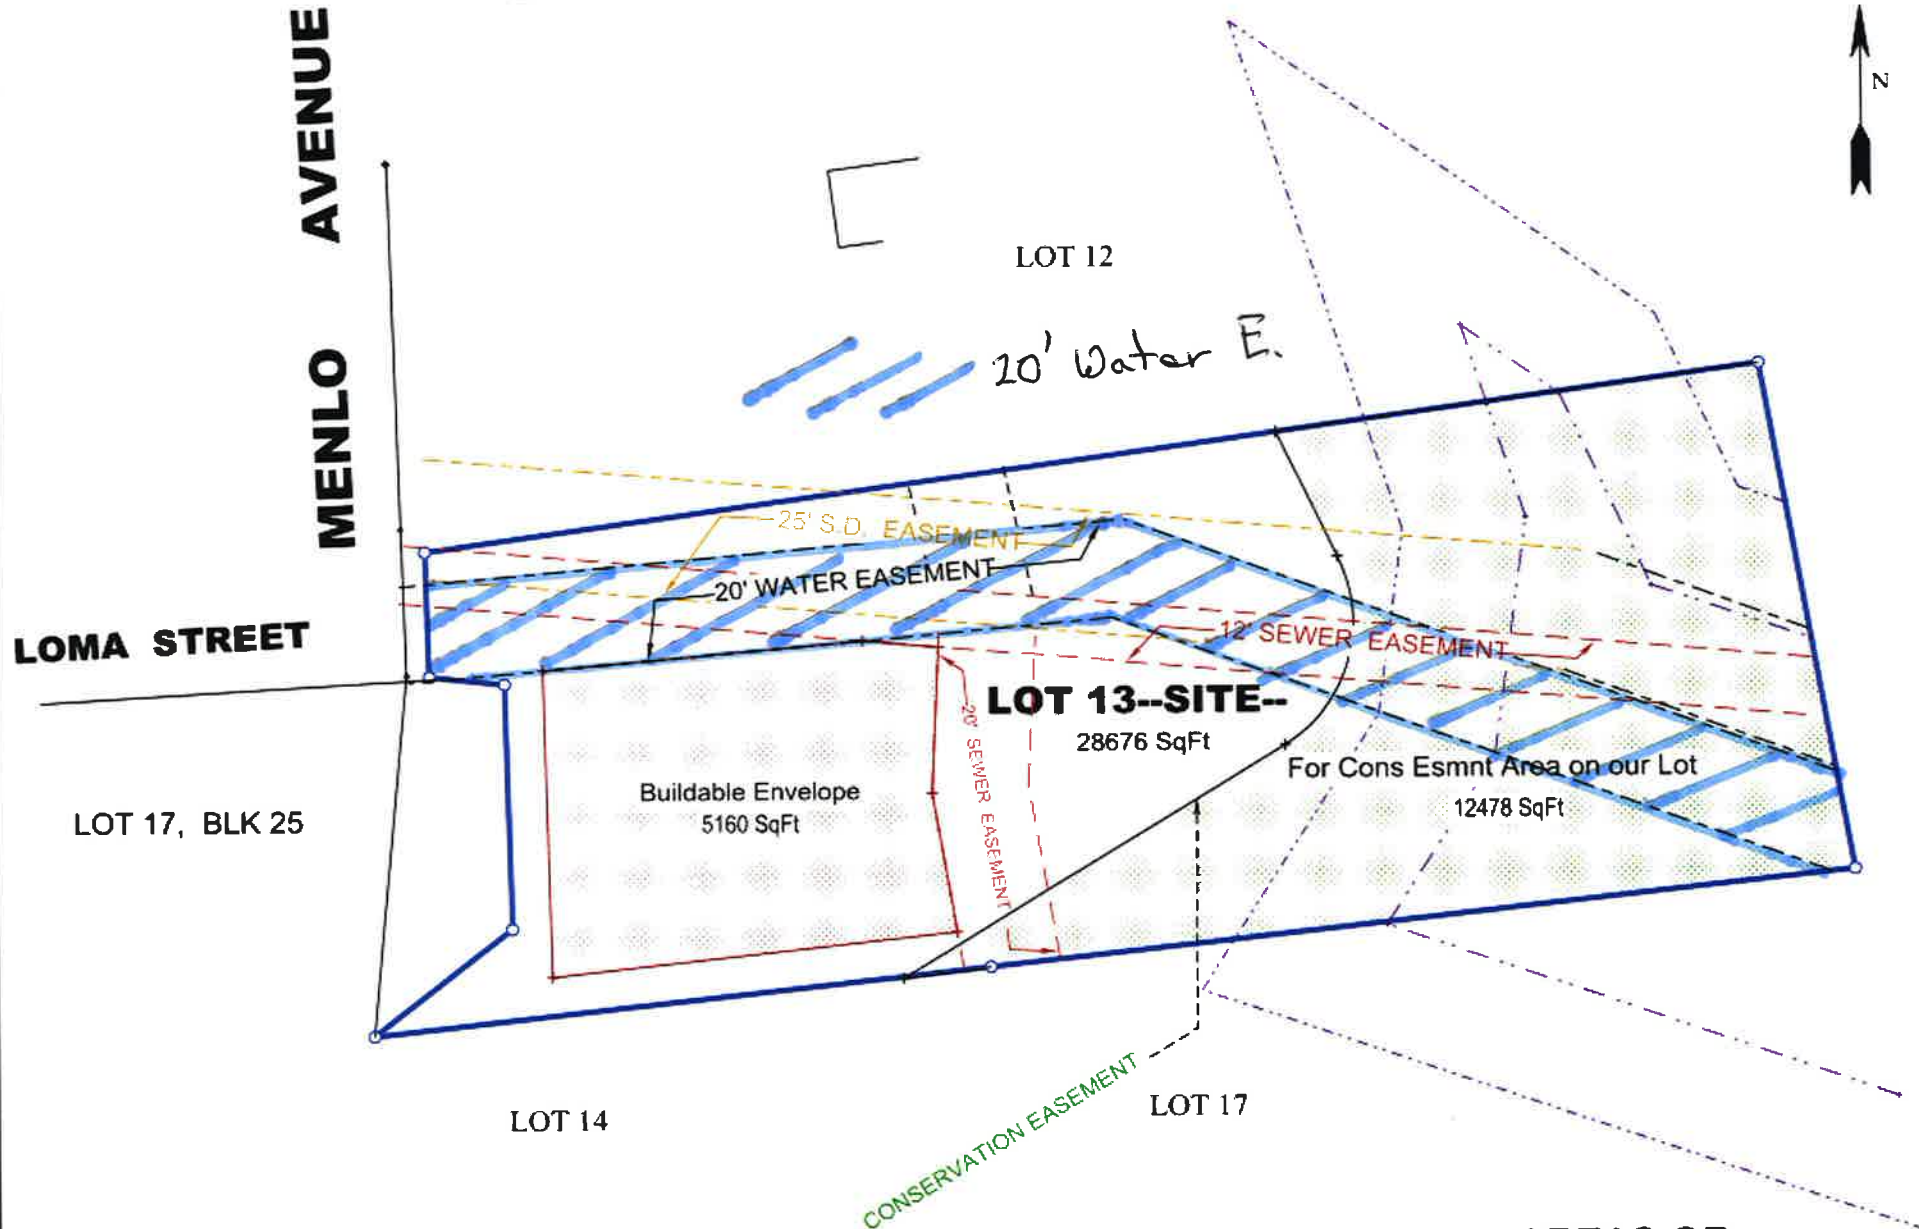 MENLO AVENUE
N
LOT 12
20' Water E.
25' S.D. EASEMENT
20' WATER EASEMENT
LOMA STREET
12' SEWER EASEMENT
LOT 13--SITE--
28676 SqFt
20' SEWER EASEMENT
For Cons Esmnt Area on our Lot
12478 SqFt
Buildable Envelope
5160 SqFt
LOT 17, BLK 25
CONSERVATION EASEMENT
LOT 17
LOT 14